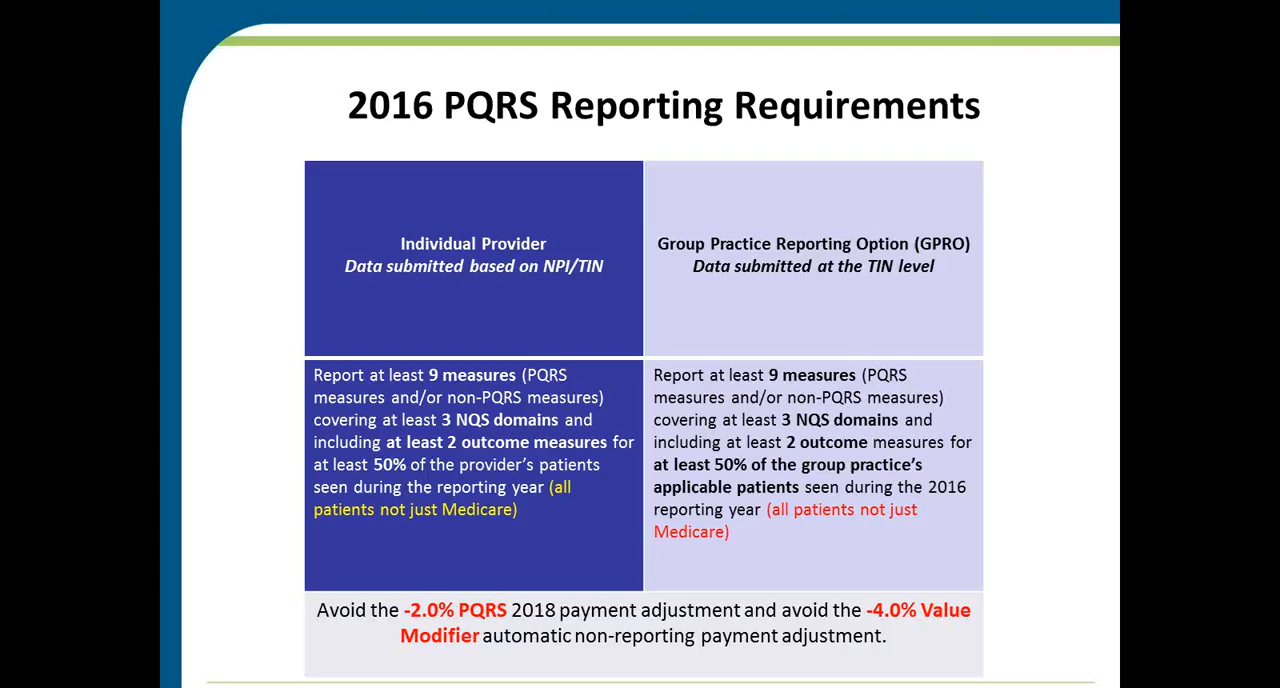 2016 PQRS Reporting Requirements
Individual Provider
Data submitted based on NPI/TIN
Group Practice Reporting Option (GPRO)
Data submitted at the TIN level
Report at least 9 measures (PQRS
measures and/or non-PQRS measures)
covering at least 3 NQS domains and
including at least 2 outcome measures for
at least 50% of the provider's patients
seen during the reporting year (all
patients not just Medicare)
Report at least 9 measures (PQRS
measures and/or non-PQRS measures)
covering at least 3 NQS domains and
including at least 2 outcome measures for
at least 50% of the group practice's
applicable patients seen during the 2016
reporting year (all patients not just
Medicare)
Avoid the -2.0% PQRS 2018 payment adjustment and avoid the -4.0% Value
Modifier automatic non-reporting payment adjustment.